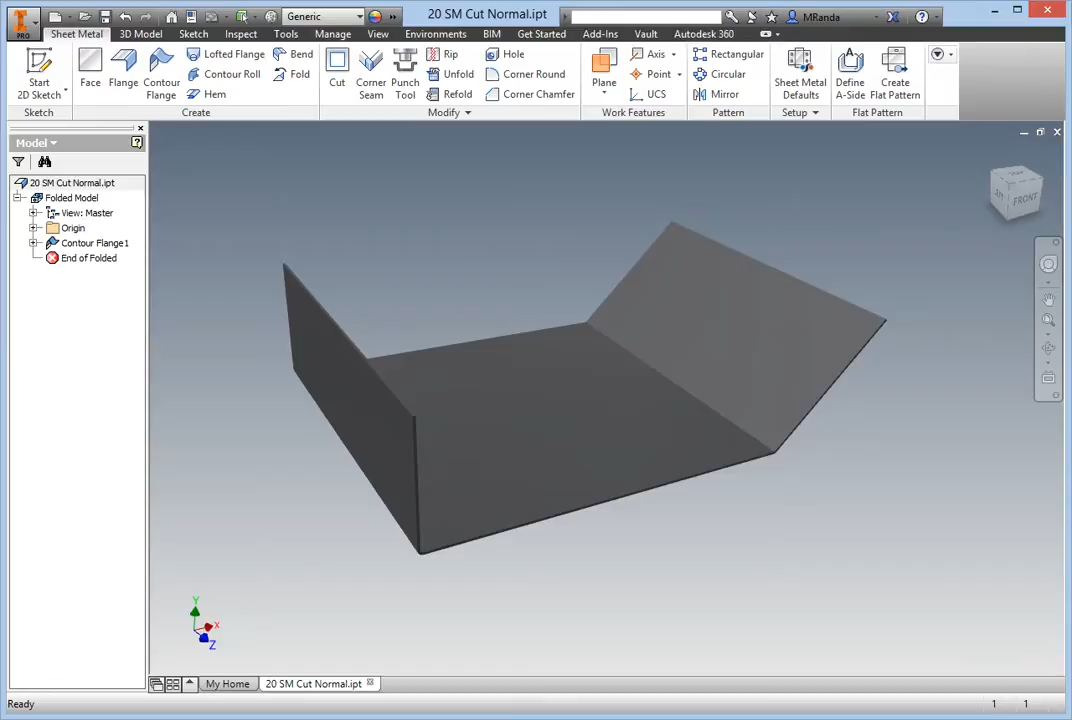 20 SM Cut Normal.ipt
Generic
MRanda
PRO
Sheet Metal 3D Model Sketch Inspect Tools Manage View Environments BIM Get Started Add-Ins Vault Autodesk 360
Start
2D Sketch
Face
Flange
Contour
Flange
Lofted Flange
Contour Roll
Hem
Bend
Fold
Cut
Corner
Seam
Punch
Tool
Rip
Unfold
Refold
Hole
Corner Round
Corner Chamfer
Plane
Axis
Point
UCS
Rectangular
Circular
Mirror
Sheet Metal
Defaults
Define
A-Side
Create
Flat Pattern
Sketch Create Modify Work Features Pattern Setup Flat Pattern
Model
20 SM Cut Normal.ipt
Folded Model
View: Master
Origin
Contour Flange1
End of Folded
FRONT
Y
X
Z
My Home 20 SM Cut Normal.ipt
Ready 1 1